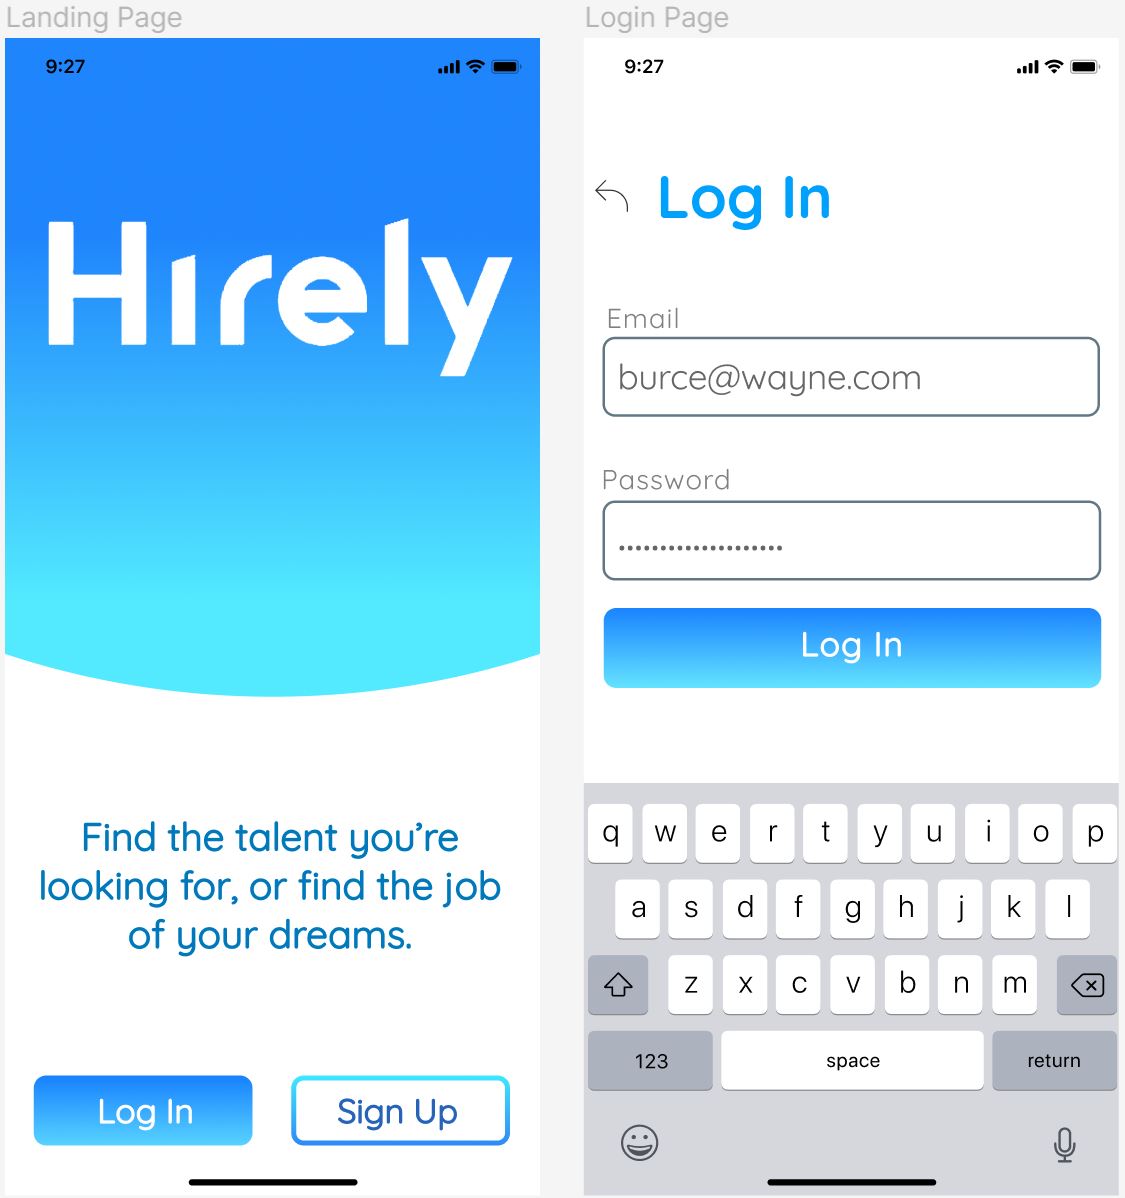 Landing Page
9:27
Hirely
Find the talent you’re
looking for, or find the job
of your dreams.
Log In
Sign Up
Login Page
9:27
Log In
Email
burce@wayne.com
Password
••••••••••••••••••••
Log In
q w e r t y u i o p
a s d f g h j k l
z x c v b n m
123 space return